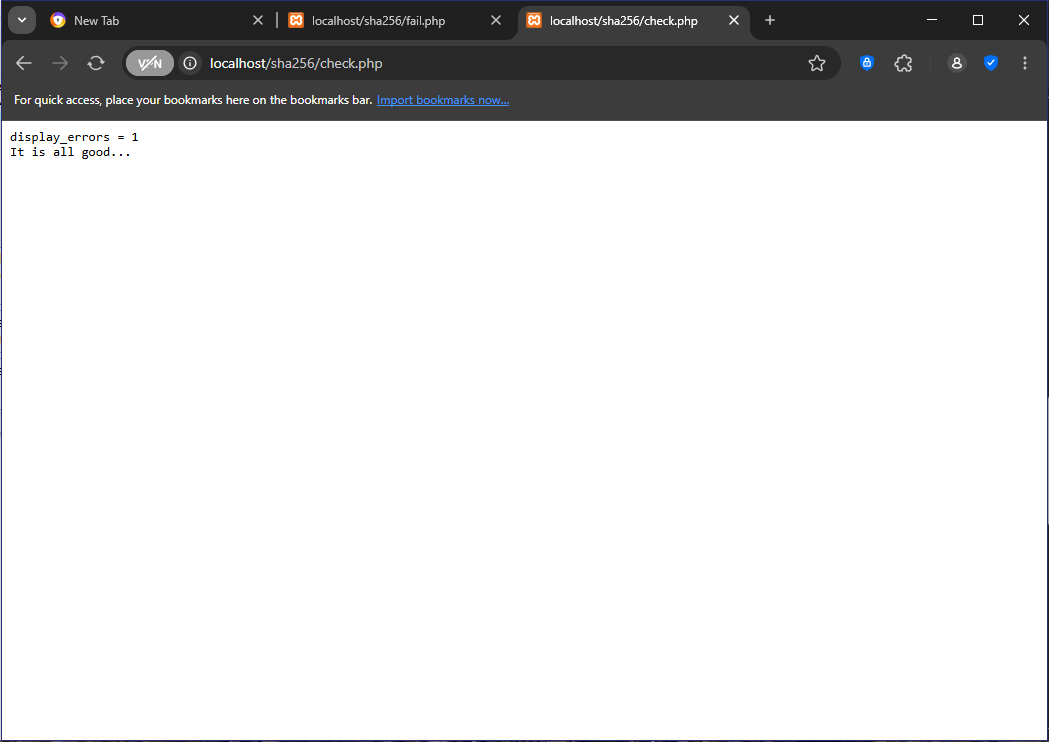 New Tab
localhost/sha256/fail.php
localhost/sha256/check.php
VPN
localhost/sha256/check.php
For quick access, place your bookmarks here on the bookmarks bar. Import bookmarks now...
display_errors = 1
It is all good...